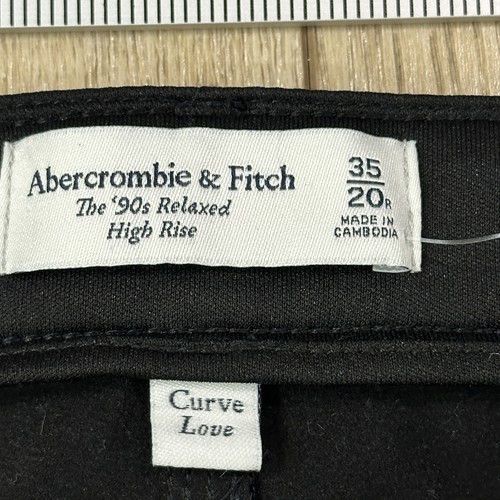 Abercrombie & Fitch
The '90s Relaxed
High Rise
35
20R
MADE IN
CAMBODIA
Curve
Love